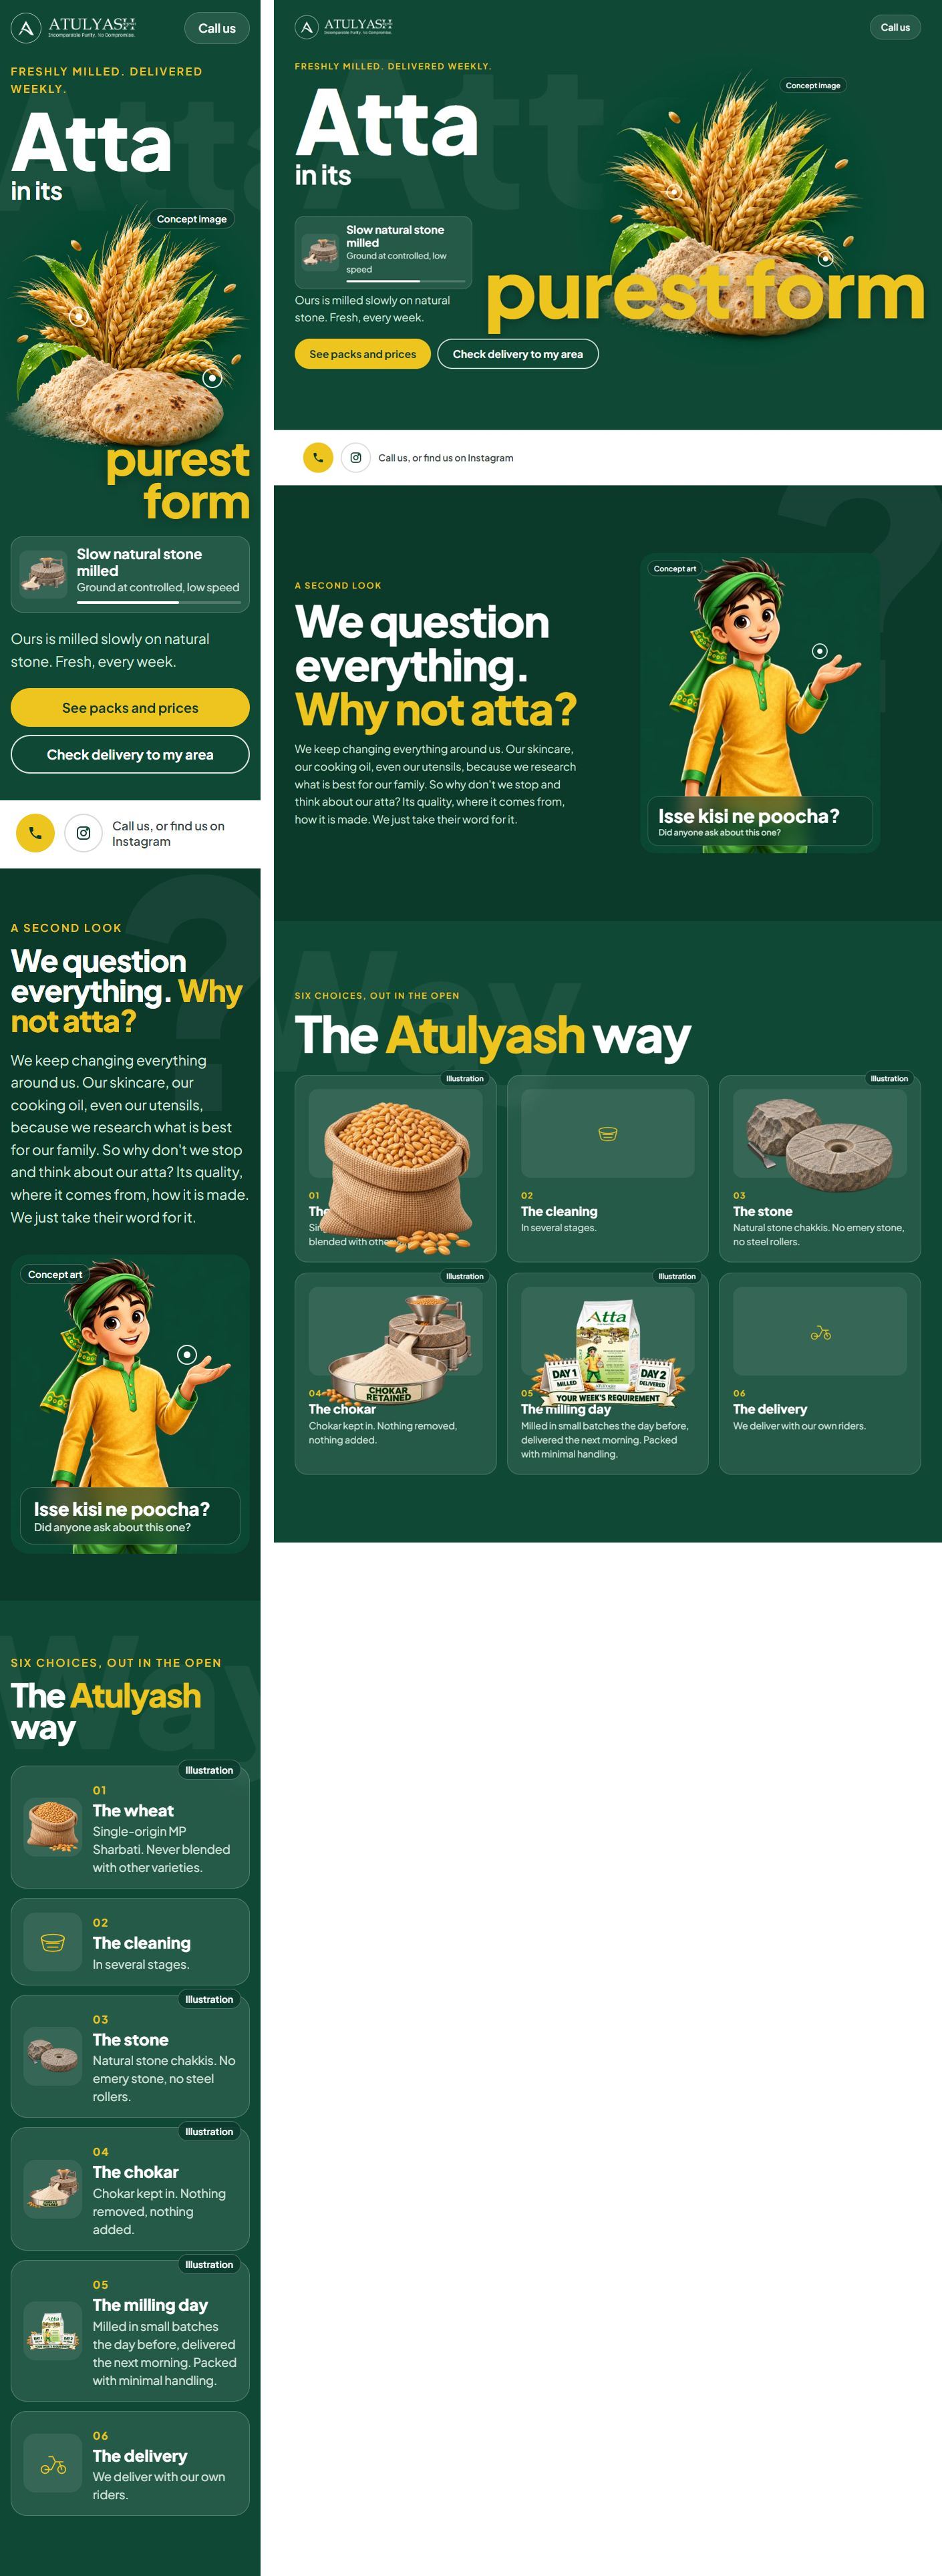 ATULYASH
Incomparable Purity. No Compromises.
Call us
FRESHLY MILLED. DELIVERED
WEEKLY.
Atta
Atta
in its
Concept image
purest
form
Slow natural stone
milled
Ground at controlled, low speed
Ours is milled slowly on natural
stone. Fresh, every week.
See packs and prices
Check delivery to my area
Call us, or find us on
Instagram
?
A SECOND LOOK
We question
everything. Why
not atta?
We keep changing everything
around us. Our skincare, our
cooking oil, even our utensils,
because we research what is best
for our family. So why don't we stop
and think about our atta? Its quality,
where it comes from, how it is made.
We just take their word for it.
Concept art
Isse kisi ne poocha?
Did anyone ask about this one?
Way
SIX CHOICES, OUT IN THE OPEN
The Atulyash
way
Illustration
01
The wheat
Single-origin MP
Sharbati. Never blended
with other varieties.
02
The cleaning
In several stages.
Illustration
03
The stone
Natural stone chakkis. No
emery stone, no steel
rollers.
Illustration
04
The chokar
Chokar kept in. Nothing
removed, nothing
added.
Illustration
05
The milling day
Milled in small batches
the day before, delivered
the next morning. Packed
with minimal handling.
06
The delivery
We deliver with our own
riders.
ATULYASH
Incomparable Purity. No Compromises.
Call us
FRESHLY MILLED. DELIVERED WEEKLY.
Atta
Atta
in its
Concept image
Slow natural stone
milled
Ground at controlled, low
speed
purest form
Ours is milled slowly on natural
stone. Fresh, every week.
See packs and prices
Check delivery to my area
Call us, or find us on Instagram
?
A SECOND LOOK
We question
everything.
Why not atta?
We keep changing everything around us. Our skincare,
our cooking oil, even our utensils, because we research
what is best for our family. So why don't we stop and
think about our atta? Its quality, where it comes from,
how it is made. We just take their word for it.
Concept art
Isse kisi ne poocha?
Did anyone ask about this one?
Way
SIX CHOICES, OUT IN THE OPEN
The Atulyash way
Illustration
01
The
blended with
02
The cleaning
In several stages.
Illustration
03
The stone
Natural stone chakkis. No emery stone,
no steel rollers.
Illustration
CHOKAR
RETAINED
04
The chokar
Chokar kept in. Nothing removed,
nothing added.
Illustration
Atta
DAY 1
MILLED
DAY 2
DELIVERED
YOUR WEEK'S REQUIREMENT
05
The milling day
Milled in small batches the day before,
delivered the next morning. Packed
with minimal handling.
06
The delivery
We deliver with our own riders.